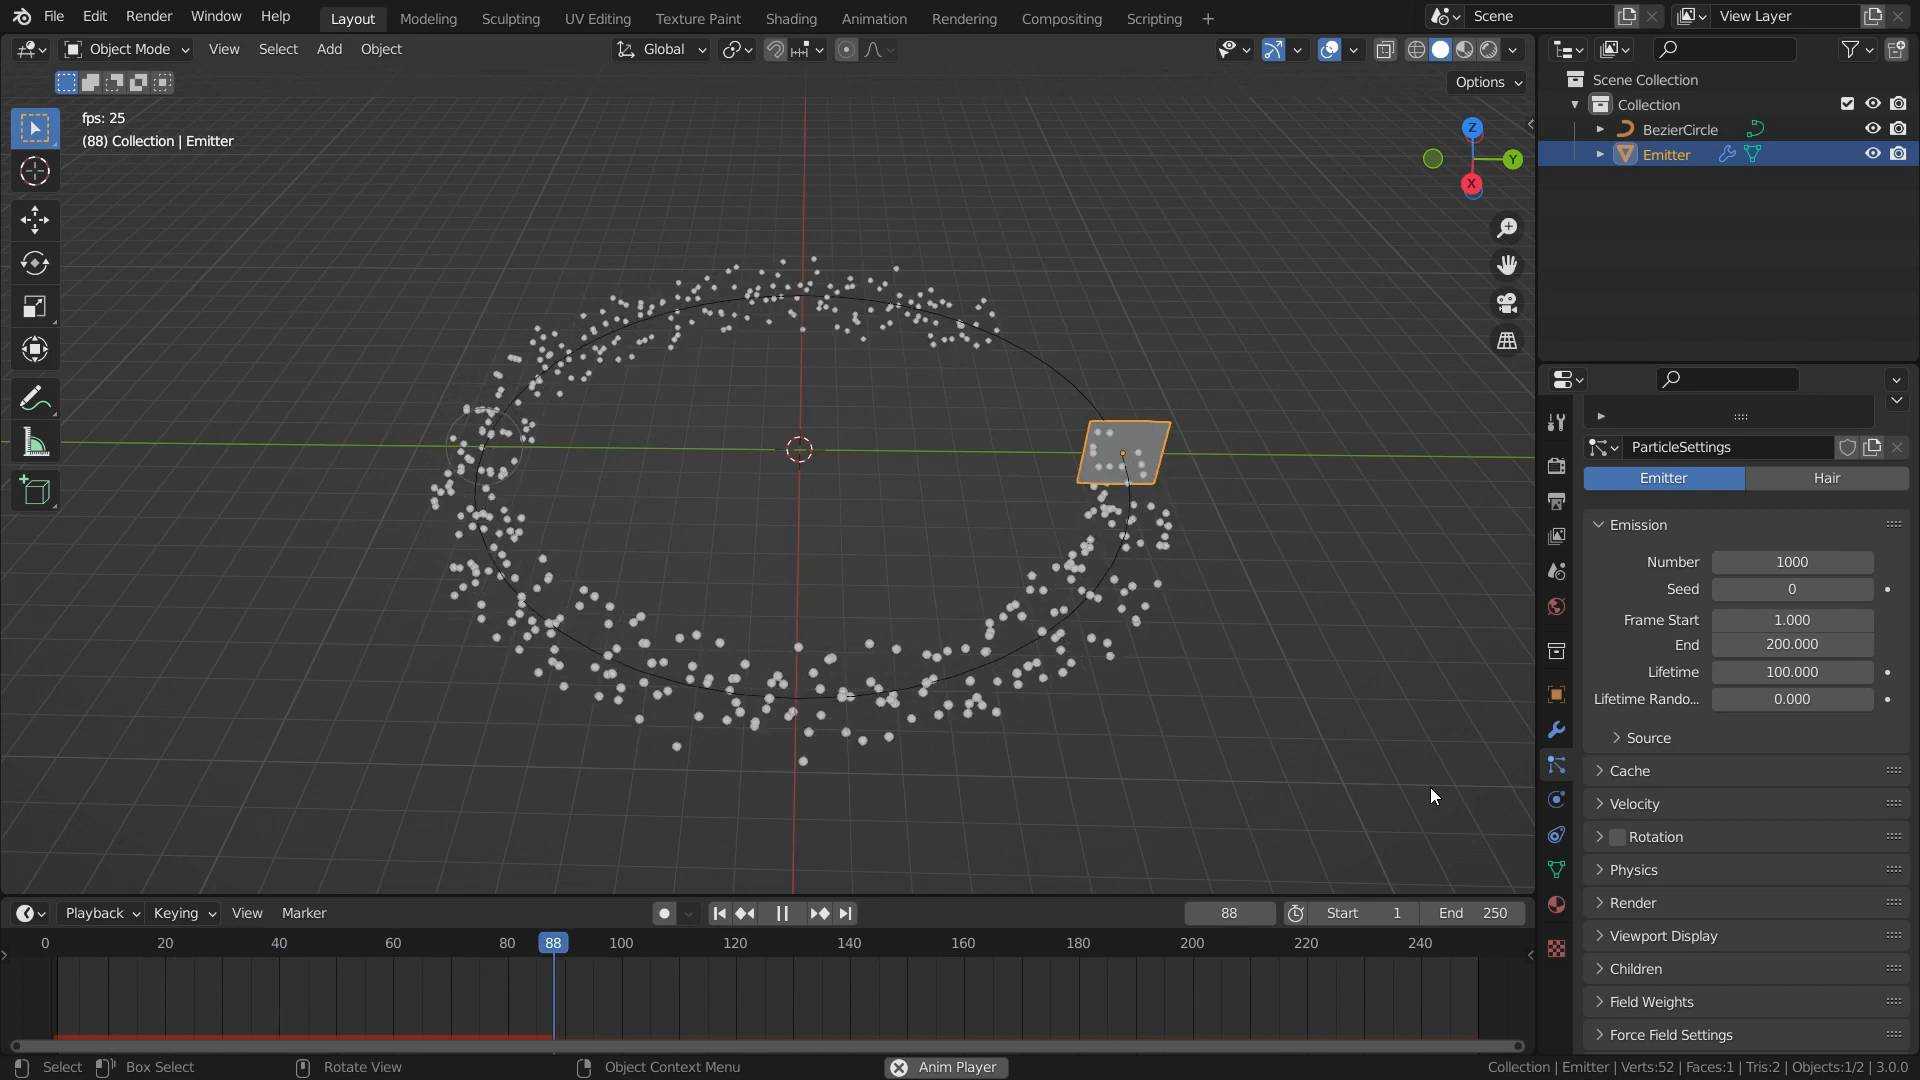 File Edit Render Window Help Layout Modeling Sculpting UV Editing Texture Paint Shading Animation Rendering Compositing Scripting + Scene View Layer
Object Mode View Select Add Object Global
Options
fps: 25
(88) Collection | Emitter
Z
Y
X
Scene Collection
Collection
BezierCircle
Emitter
ParticleSettings
Emitter Hair
Emission
Number 1000
Seed 0
Frame Start 1.000
End 200.000
Lifetime 100.000
Lifetime Rando... 0.000
Source
Cache
Velocity
Rotation
Physics
Render
Viewport Display
Children
Field Weights
Force Field Settings
Playback Keying View Marker 88 Start 1 End 250
0 20 40 60 80 88 100 120 140 160 180 200 220 240
Select Box Select Rotate View Object Context Menu Anim Player Collection | Emitter | Verts:52 | Faces:1 | Tris:2 | Objects:1/2 | 3.0.0